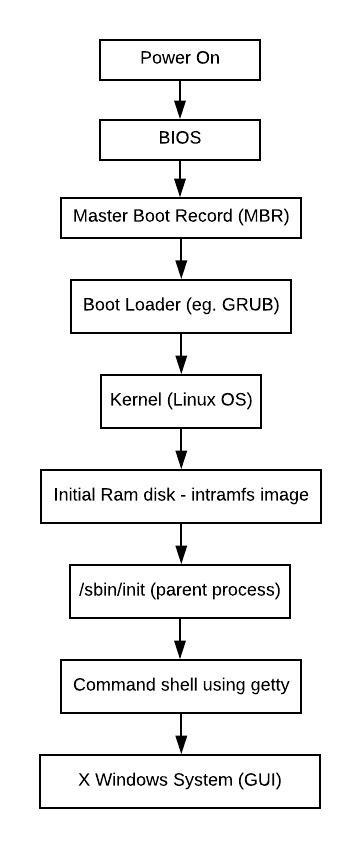 Power On
BIOS
Master Boot Record (MBR)
Boot Loader (eg. GRUB)
Kernel (Linux OS)
Initial Ram disk - intramfs image
/sbin/init (parent process)
Command shell using getty
X Windows System (GUI)